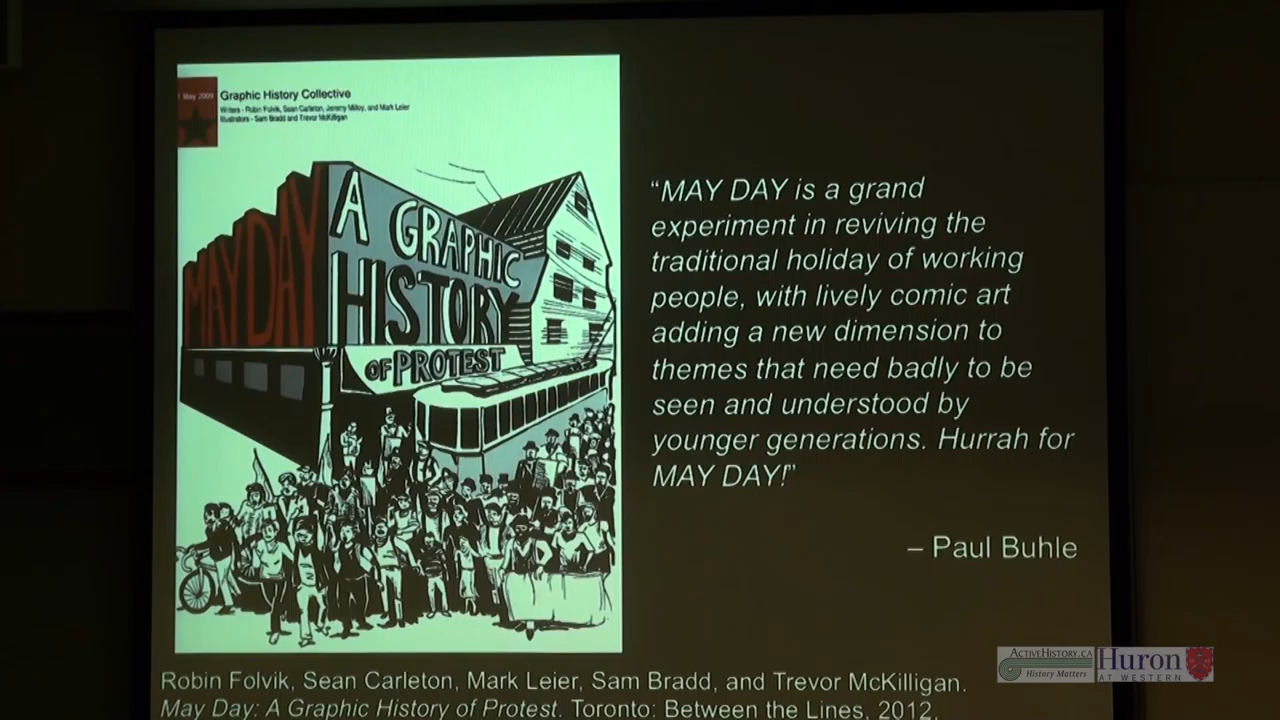 1 May 2009
Graphic History Collective
Writers - Robin Folvik, Sean Carleton, Jeremy Milloy, and Mark Leier
Illustrators - Sam Bradd and Trevor McKilligan
MAYDAY
A GRAPHIC
HISTORY
OF PROTEST
“MAY DAY is a grand
experiment in reviving the
traditional holiday of working
people, with lively comic art
adding a new dimension to
themes that need badly to be
seen and understood by
younger generations. Hurrah for
MAY DAY!”
– Paul Buhle
Robin Folvik, Sean Carleton, Mark Leier, Sam Bradd, and Trevor McKilligan.
May Day: A Graphic History of Protest. Toronto: Between the Lines, 2012.
ACTIVEHISTORY.CA
History Matters
Huron
AT WESTERN